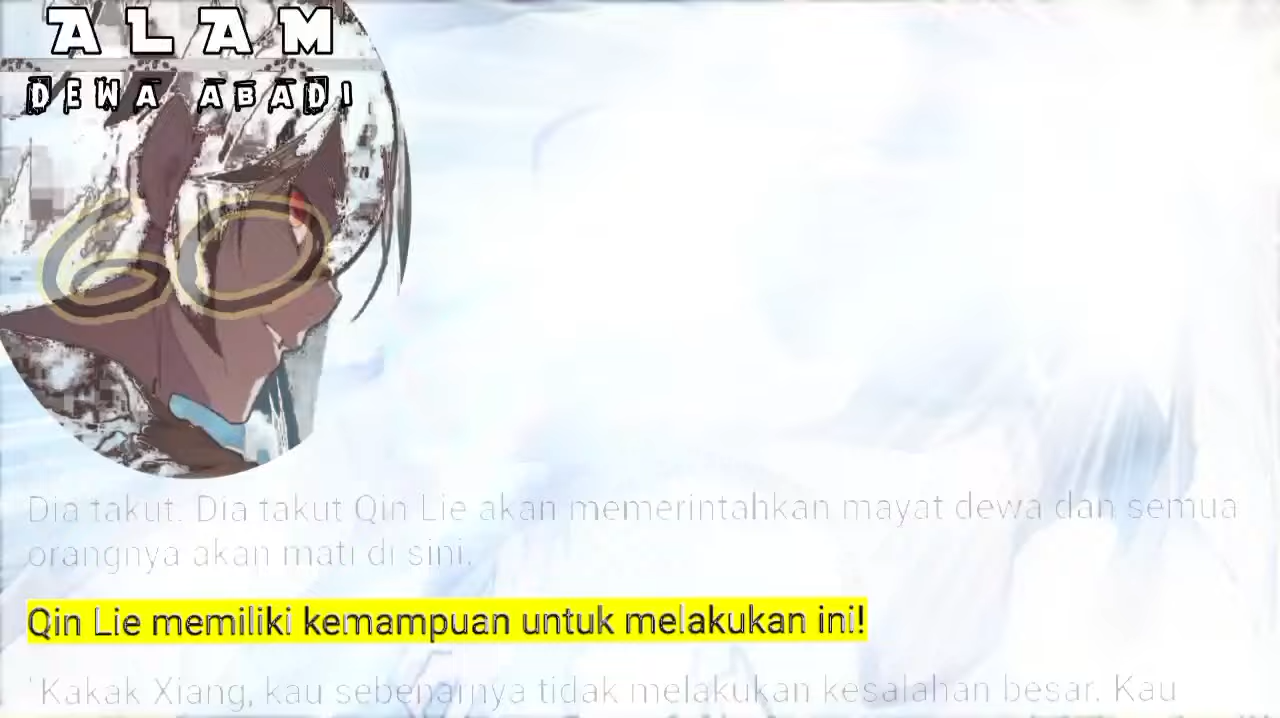 ALAM
DEWA ABADI
60
Dia takut. Dia takut Qin Lie akan memerintahkan mayat dewa dan semua
orangnya akan mati di sini.
Qin Lie memiliki kemampuan untuk melakukan ini!
'Kakak Xiang, kau sebenarnya tidak melakukan kesalahan besar. Kau